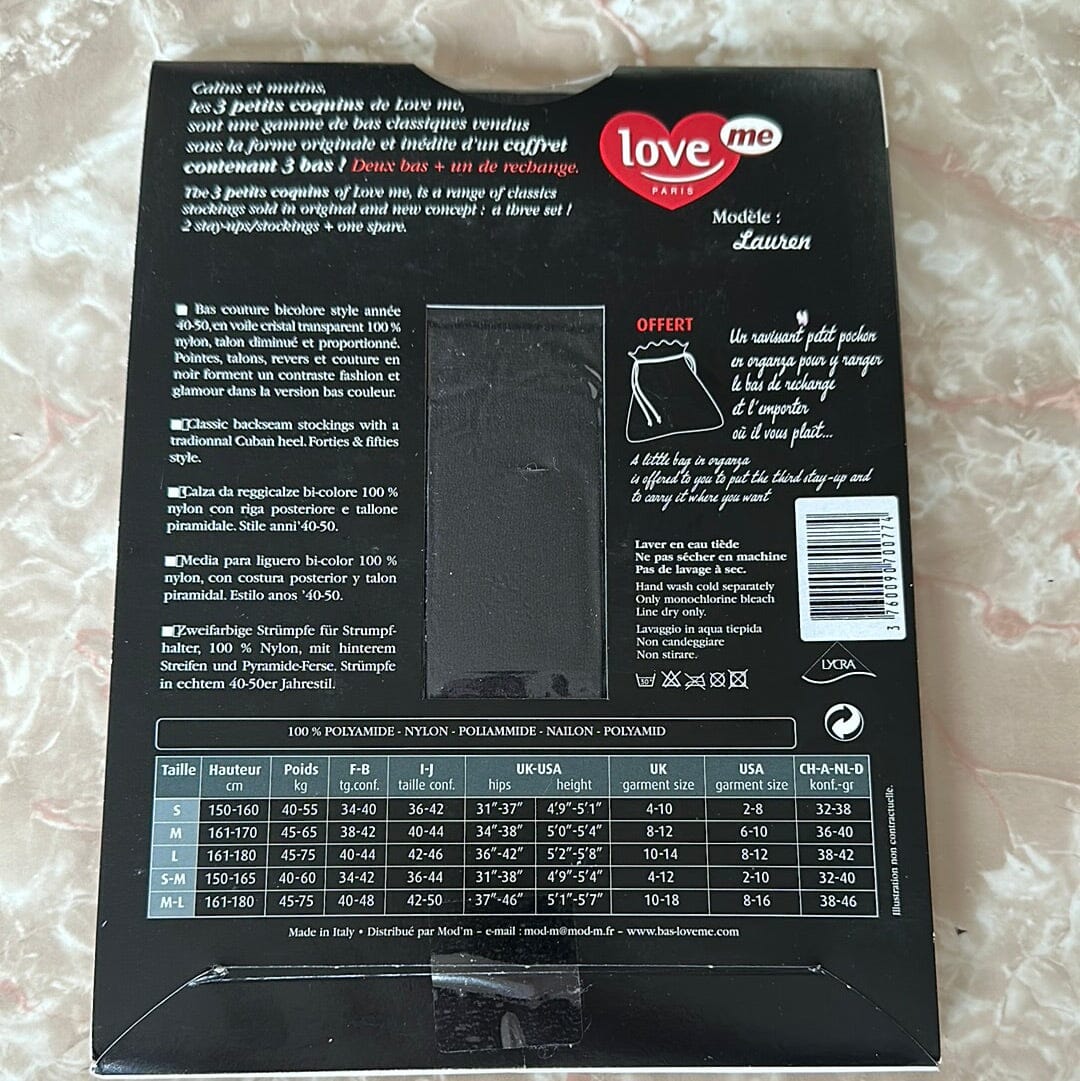 Calins et mutins,
les 3 petits coquins de Love me,
sont une gamme de bas classiques vendus
sous la forme originale et inédite d'un coffret
contenant 3 bas ! Deux bas + un de rechange.
The 3 petits coquins of Love me, is a range of classics
stockings sold in original and new concept : a three set !
2 stay-ups/stockings + one spare.
love me
PARIS
Modèle :
Lauren
Bas couture bicolore style année
40-50, en voile cristal transparent 100 %
nylon, talon diminué et proportionné.
Pointes, talons, revers et couture en
noir forment un contraste fashion et
glamour dans la version bas couleur.
Classic backseam stockings with a
tradionnal Cuban heel. Forties & fifties
style.
Calza da reggicalze bi-colore 100 %
nylon con riga posteriore e tallone
piramidale. Stile anni'40-50.
Media para liguero bi-color 100 %
nylon, con costura posterior y talon
piramidal. Estilo anos '40-50.
Zweifarbige Strümpfe für Strumpf-
halter, 100 % Nylon, mit hinterem
Streifen und Pyramide-Ferse. Strümpfe
in echtem 40-50er Jahrestil.
OFFERT
Un ravissant petit pochon
en organza pour y ranger
le bas de rechange
et l'emporter
où il vous plaît...
A little bag in organza
is offered to you to put the third stay-up and
to carry it where you want
Laver en eau tiède
Ne pas sécher en machine
Pas de lavage à sec.
Hand wash cold separately
Only monochlorine bleach
Line dry only.
Lavaggio in aqua tiepida
Non candeggiare
Non stirare.
30°
3 760090 700774
LYCRA
100 % POLYAMIDE - NYLON - POLIAMMIDE - NAILON - POLYAMID
Taille Hauteur Poids F-B I-J UK-USA UK USA CH-A-NL-D
cm kg tg.conf. taille conf. hips height garment size garment size konf.-gr
S 150-160 40-55 34-40 36-42 31"-37" 4'9"-5'1" 4-10 2-8 32-38
M 161-170 45-65 38-42 40-44 34"-38" 5'0"-5'4" 8-12 6-10 36-40
L 161-180 45-75 40-44 42-46 36"-42" 5'2"-5'8" 10-14 8-12 38-42
S-M 150-165 40-60 34-42 36-44 31"-38" 4'9"-5'4" 4-12 2-10 32-40
M-L 161-180 45-75 40-48 42-50 37"-46" 5'1"-5'7" 10-18 8-16 38-46
Illustration non contractuelle.
Made in Italy • Distribué par Mod'm - e-mail : mod-m@mod-m.fr - www.bas-loveme.com